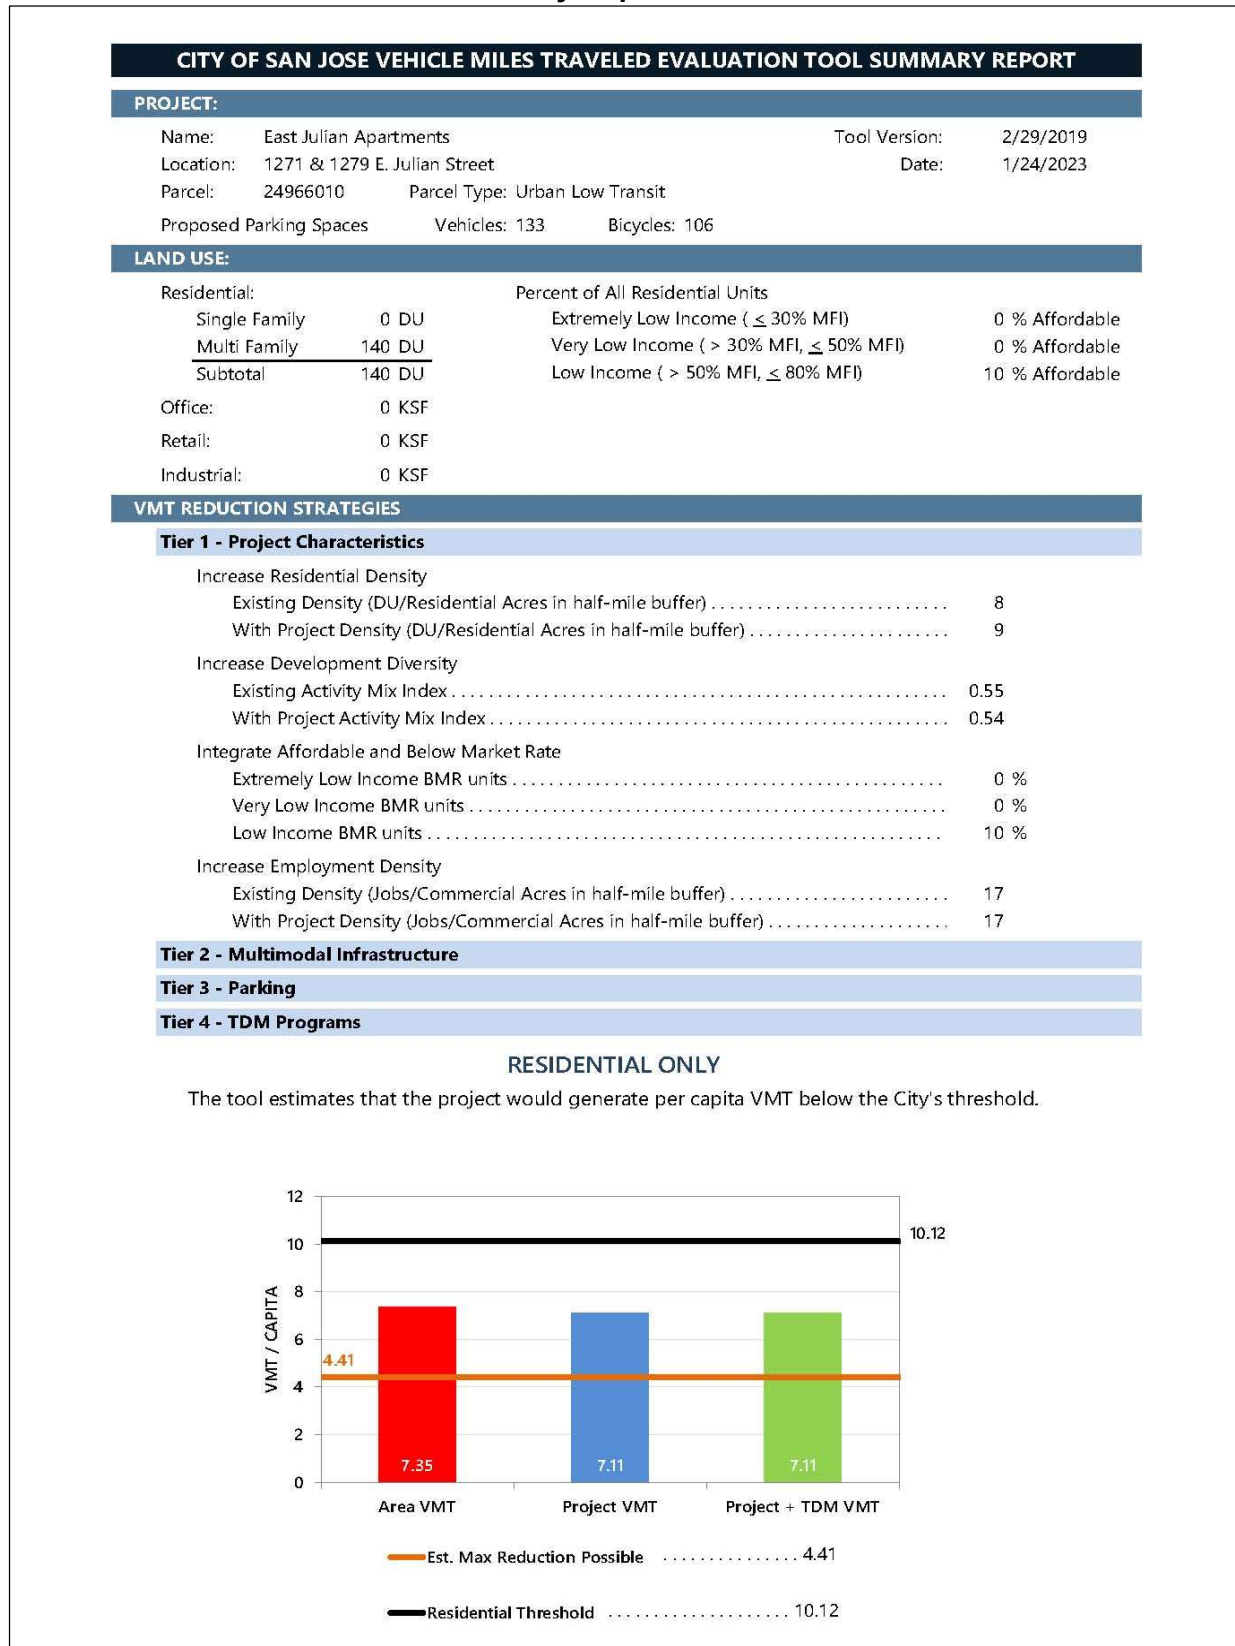 CITY OF SAN JOSE VEHICLE MILES TRAVELED EVALUATION TOOL SUMMARY REPORT
PROJECT:
Name: East Julian Apartments Tool Version: 2/29/2019
Location: 1271 & 1279 E. Julian Street Date: 1/24/2023
Parcel: 24966010 Parcel Type: Urban Low Transit
Proposed Parking Spaces Vehicles: 133 Bicycles: 106
LAND USE:
Residential: Percent of All Residential Units
Single Family 0 DU Extremely Low Income ( ≤ 30% MFI) 0 % Affordable
Multi Family 140 DU Very Low Income ( > 30% MFI, ≤ 50% MFI) 0 % Affordable
Subtotal 140 DU Low Income ( > 50% MFI, ≤ 80% MFI) 10 % Affordable
Office: 0 KSF
Retail: 0 KSF
Industrial: 0 KSF
VMT REDUCTION STRATEGIES
Tier 1 - Project Characteristics
Increase Residential Density
Existing Density (DU/Residential Acres in half-mile buffer) . . . . . . . . . . . . . . . . . . . . . . . . . . 8
With Project Density (DU/Residential Acres in half-mile buffer) . . . . . . . . . . . . . . . . . . . . . . 9
Increase Development Diversity
Existing Activity Mix Index . . . . . . . . . . . . . . . . . . . . . . . . . . . . . . . . . . . . . . . . . . . . . . . . . . . . . . 0.55
With Project Activity Mix Index . . . . . . . . . . . . . . . . . . . . . . . . . . . . . . . . . . . . . . . . . . . . . . . . . . 0.54
Integrate Affordable and Below Market Rate
Extremely Low Income BMR units . . . . . . . . . . . . . . . . . . . . . . . . . . . . . . . . . . . . . . . . . . . . . . . 0 %
Very Low Income BMR units . . . . . . . . . . . . . . . . . . . . . . . . . . . . . . . . . . . . . . . . . . . . . . . . . . . . 0 %
Low Income BMR units . . . . . . . . . . . . . . . . . . . . . . . . . . . . . . . . . . . . . . . . . . . . . . . . . . . . . . . . 10 %
Increase Employment Density
Existing Density (Jobs/Commercial Acres in half-mile buffer) . . . . . . . . . . . . . . . . . . . . . . . . 17
With Project Density (Jobs/Commercial Acres in half-mile buffer) . . . . . . . . . . . . . . . . . . . . 17
Tier 2 - Multimodal Infrastructure
Tier 3 - Parking
Tier 4 - TDM Programs
RESIDENTIAL ONLY
The tool estimates that the project would generate per capita VMT below the City's threshold.
12
10 10.12
8
VMT / CAPITA
6
4.41
4
2
7.35 7.11 7.11
0
Area VMT Project VMT Project + TDM VMT
Est. Max Reduction Possible . . . . . . . . . . . . . . . 4.41
Residential Threshold . . . . . . . . . . . . . . . . . . . . 10.12